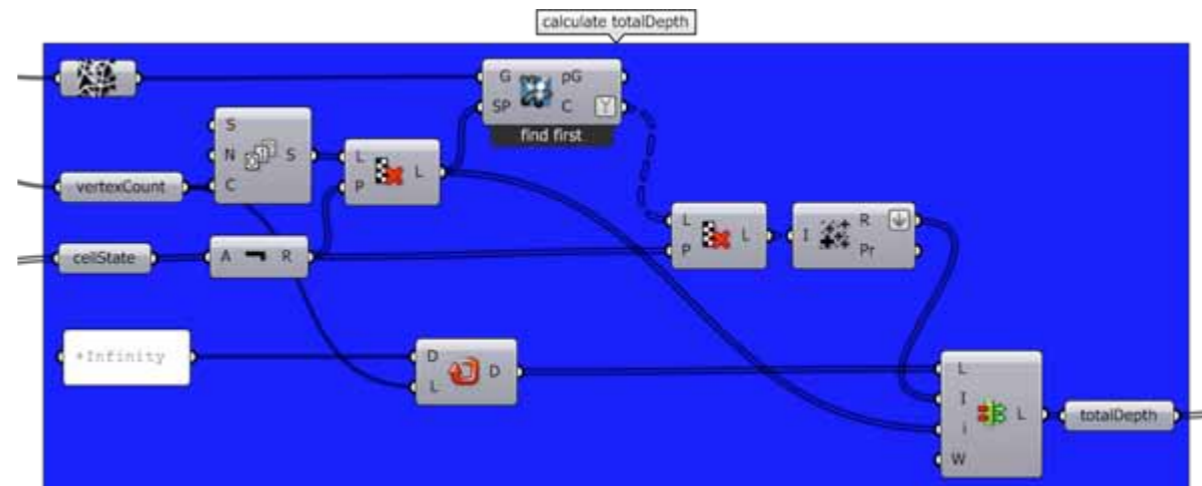 calculate totalDepth
G pG
SP C Y
find first
S
N S
C
vertexCount
L
P L
cellState
A R
L
P L
I R
Pr
+Infinity
D
L D
L
I
i L
W
totalDepth